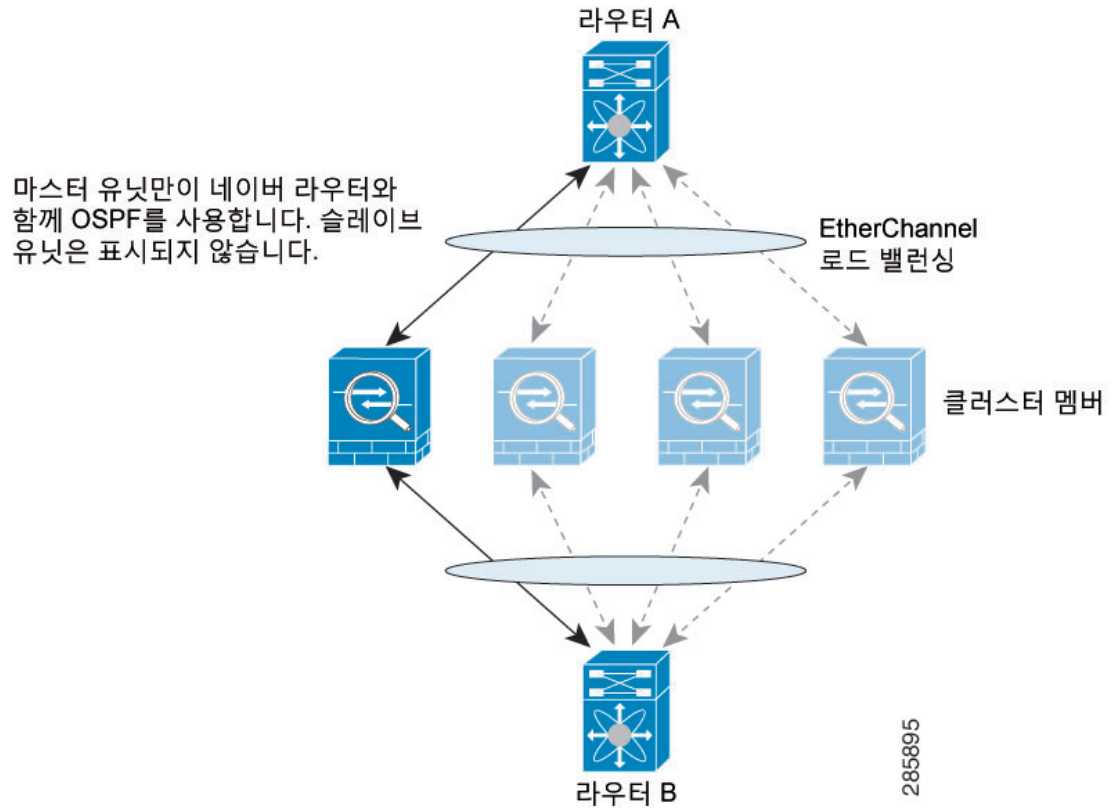 라우터 A
마스터 유닛만이 네이버 라우터와
함께 OSPF를 사용합니다. 슬레이브
유닛은 표시되지 않습니다.
EtherChannel
로드 밸런싱
클러스터 멤버
라우터 B
285895